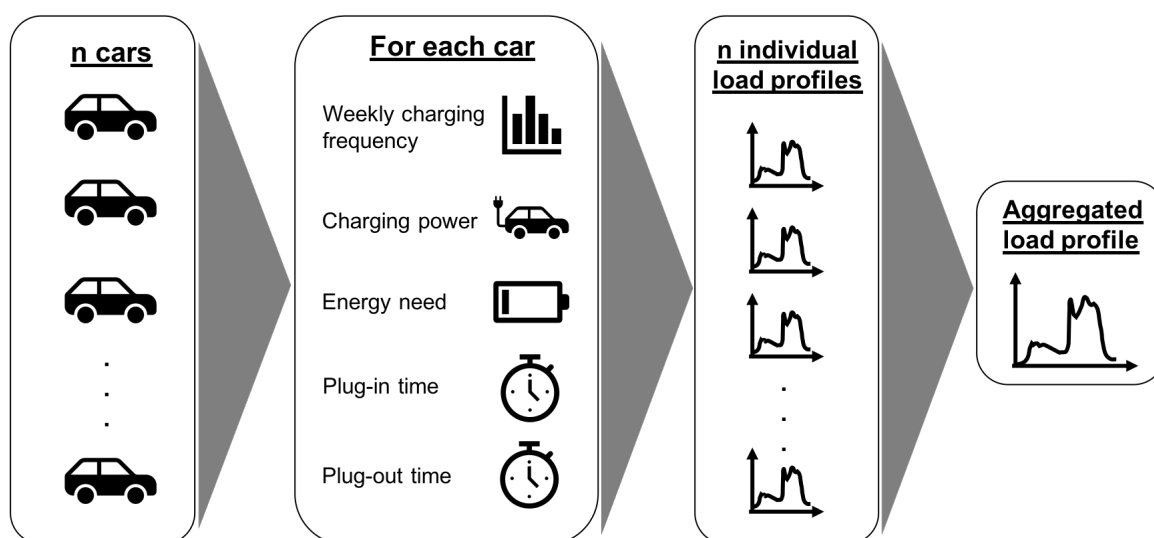 n cars
For each car
Weekly charging
frequency
Charging power
Energy need
Plug-in time
Plug-out time
n individual
load profiles
Aggregated
load profile